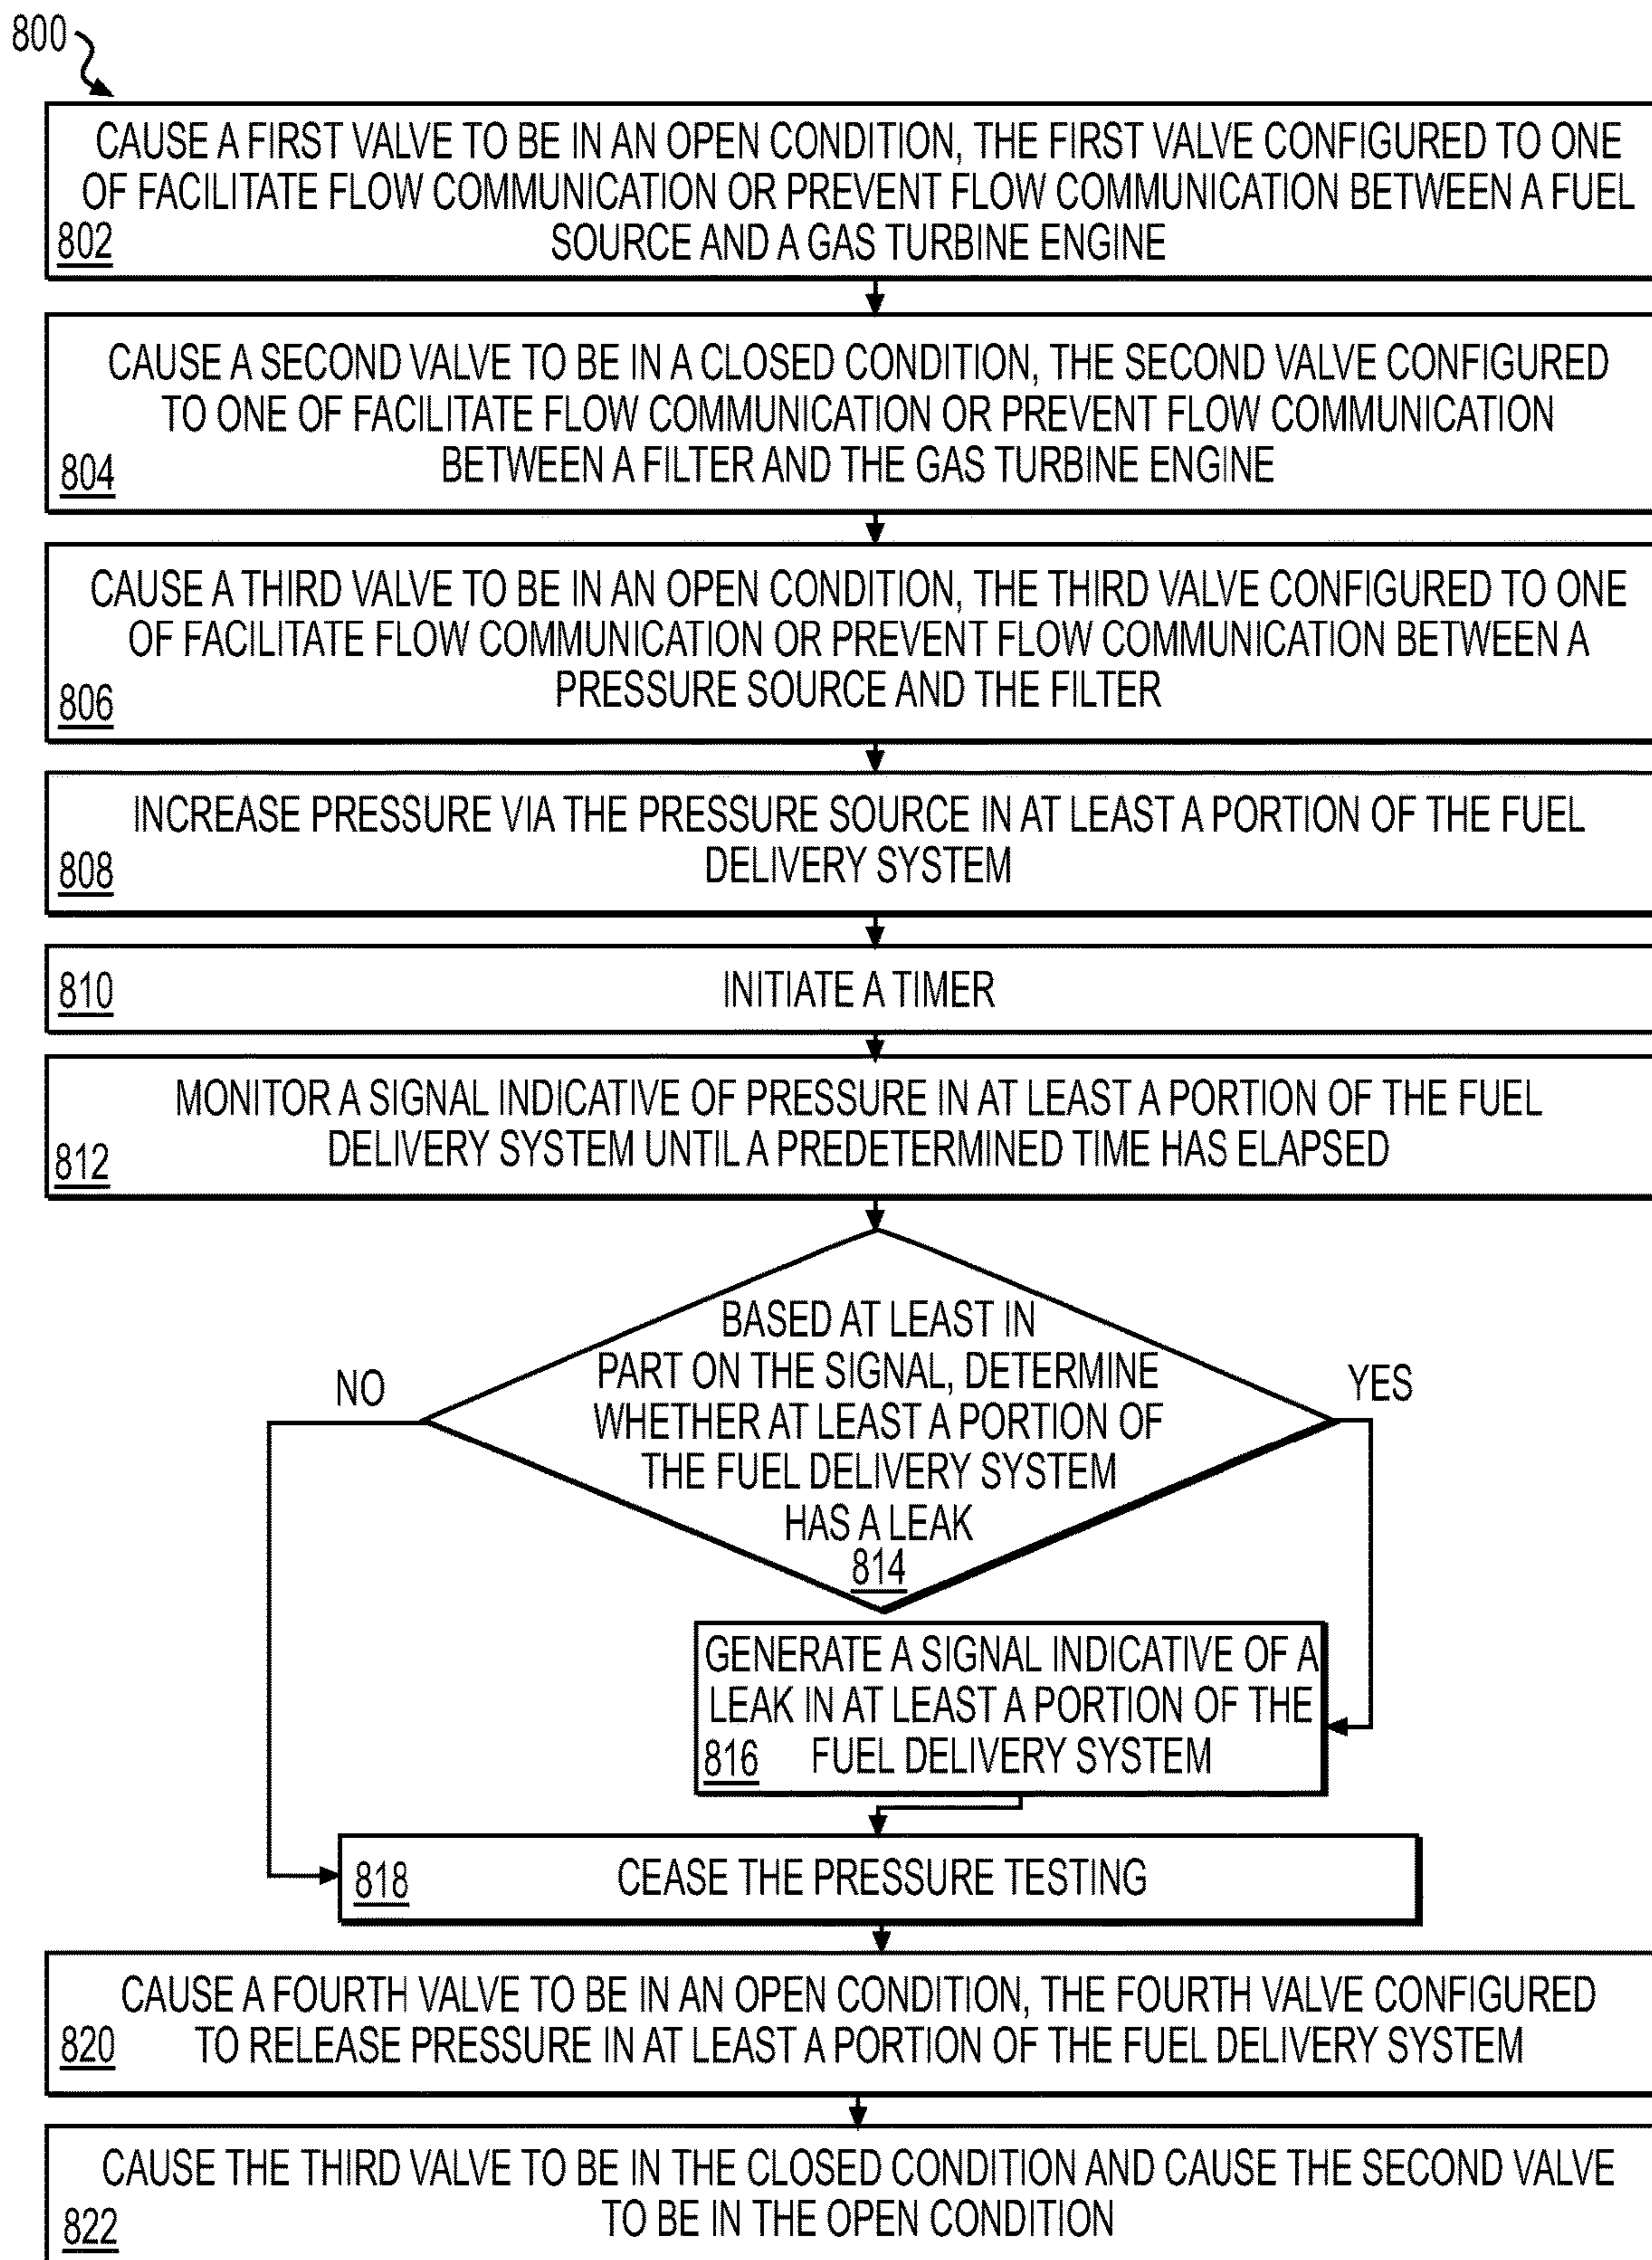 800
CAUSE A FIRST VALVE TO BE IN AN OPEN CONDITION, THE FIRST VALVE CONFIGURED TO ONE
OF FACILITATE FLOW COMMUNICATION OR PREVENT FLOW COMMUNICATION BETWEEN A FUEL
SOURCE AND A GAS TURBINE ENGINE
802
CAUSE A SECOND VALVE TO BE IN A CLOSED CONDITION, THE SECOND VALVE CONFIGURED
TO ONE OF FACILITATE FLOW COMMUNICATION OR PREVENT FLOW COMMUNICATION
BETWEEN A FILTER AND THE GAS TURBINE ENGINE
804
CAUSE A THIRD VALVE TO BE IN AN OPEN CONDITION, THE THIRD VALVE CONFIGURED TO ONE
OF FACILITATE FLOW COMMUNICATION OR PREVENT FLOW COMMUNICATION BETWEEN A
PRESSURE SOURCE AND THE FILTER
806
INCREASE PRESSURE VIA THE PRESSURE SOURCE IN AT LEAST A PORTION OF THE FUEL
DELIVERY SYSTEM
808
810
INITIATE A TIMER
MONITOR A SIGNAL INDICATIVE OF PRESSURE IN AT LEAST A PORTION OF THE FUEL
DELIVERY SYSTEM UNTIL A PREDETERMINED TIME HAS ELAPSED
812
BASED AT LEAST IN
PART ON THE SIGNAL, DETERMINE
WHETHER AT LEAST A PORTION OF
THE FUEL DELIVERY SYSTEM
HAS A LEAK
814
NO
YES
GENERATE A SIGNAL INDICATIVE OF A
LEAK IN AT LEAST A PORTION OF THE
FUEL DELIVERY SYSTEM
816
818
CEASE THE PRESSURE TESTING
CAUSE A FOURTH VALVE TO BE IN AN OPEN CONDITION, THE FOURTH VALVE CONFIGURED
TO RELEASE PRESSURE IN AT LEAST A PORTION OF THE FUEL DELIVERY SYSTEM
820
CAUSE THE THIRD VALVE TO BE IN THE CLOSED CONDITION AND CAUSE THE SECOND VALVE
TO BE IN THE OPEN CONDITION
822